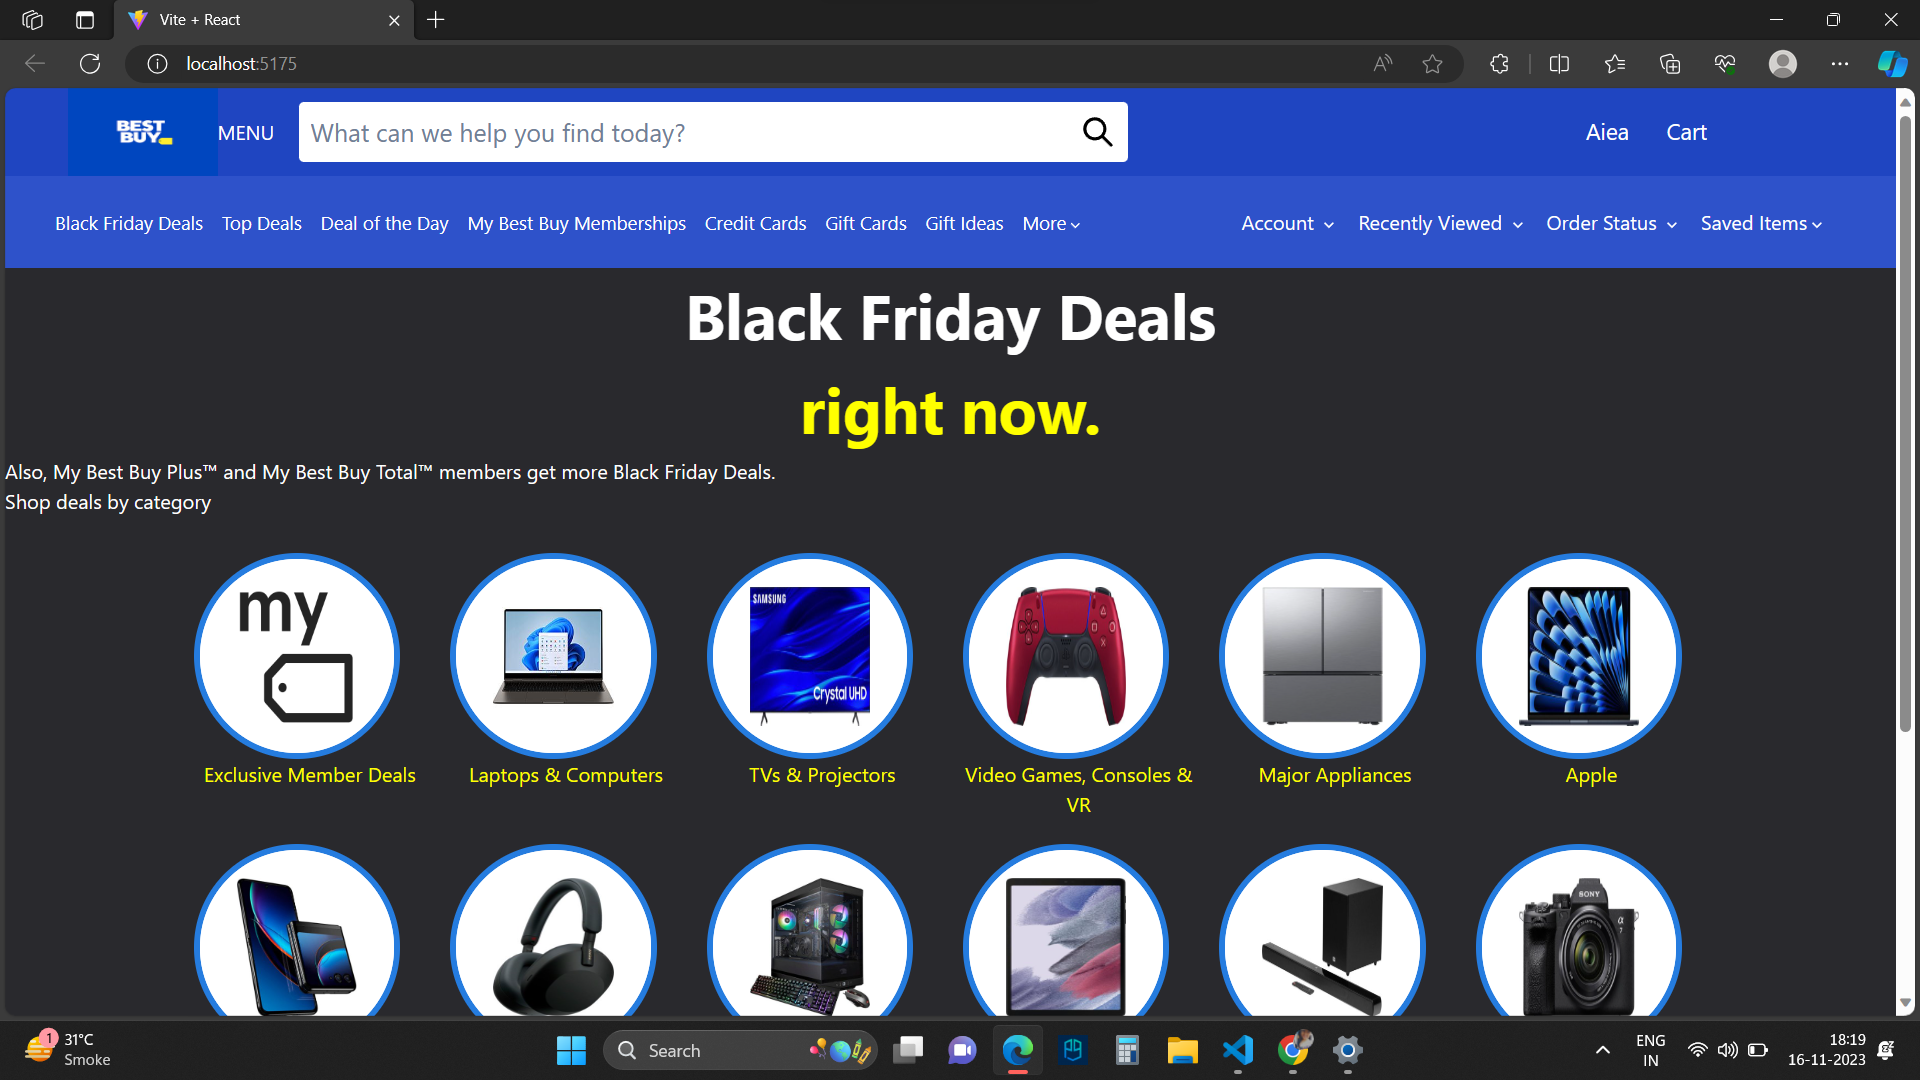 Vite + React
localhost:5175
BEST BUY
MENU
What can we help you find today?
Aiea
Cart
Black Friday Deals
Top Deals
Deal of the Day
My Best Buy Memberships
Credit Cards
Gift Cards
Gift Ideas
More
Account
Recently Viewed
Order Status
Saved Items
Black Friday Deals
right now.
Also, My Best Buy Plus™ and My Best Buy Total™ members get more Black Friday Deals.
Shop deals by category
my
SAMSUNG
Crystal UHD
Exclusive Member Deals
Laptops & Computers
TVs & Projectors
Video Games, Consoles &
VR
Major Appliances
Apple
SONY
α
7
1
31°C
Smoke
Search
ENG
IN
18:19
16-11-2023